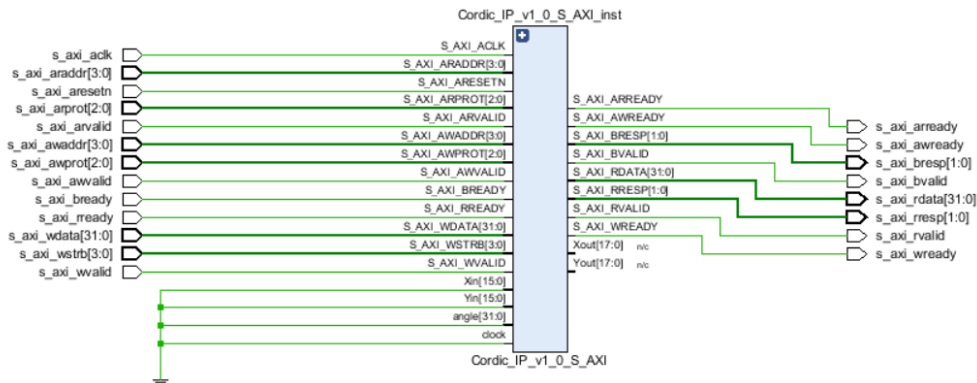 Cordic_IP_v1_0_S_AXI_inst
s_axi_aclk
s_axi_araddr[3:0]
s_axi_aresetn
s_axi_arprot[2:0]
s_axi_arvalid
s_axi_awaddr[3:0]
s_axi_awprot[2:0]
s_axi_awvalid
s_axi_bready
s_axi_rready
s_axi_wdata[31:0]
s_axi_wstrb[3:0]
s_axi_wvalid
S_AXI_ACLK
S_AXI_ARADDR[3:0]
S_AXI_ARESETN
S_AXI_ARPROT[2:0]
S_AXI_ARVALID
S_AXI_AWADDR[3:0]
S_AXI_AWPROT[2:0]
S_AXI_AWVALID
S_AXI_BREADY
S_AXI_RREADY
S_AXI_WDATA[31:0]
S_AXI_WSTRB[3:0]
S_AXI_WVALID
Xin[15:0]
Yin[15:0]
angle[31:0]
clock
S_AXI_ARREADY
S_AXI_AWREADY
S_AXI_BRESP[1:0]
S_AXI_BVALID
S_AXI_RDATA[31:0]
S_AXI_RRESP[1:0]
S_AXI_RVALID
S_AXI_WREADY
Xout[17:0] n/c
Yout[17:0] n/c
s_axi_arready
s_axi_awready
s_axi_bresp[1:0]
s_axi_bvalid
s_axi_rdata[31:0]
s_axi_rresp[1:0]
s_axi_rvalid
s_axi_wready
Cordic_IP_v1_0_S_AXI